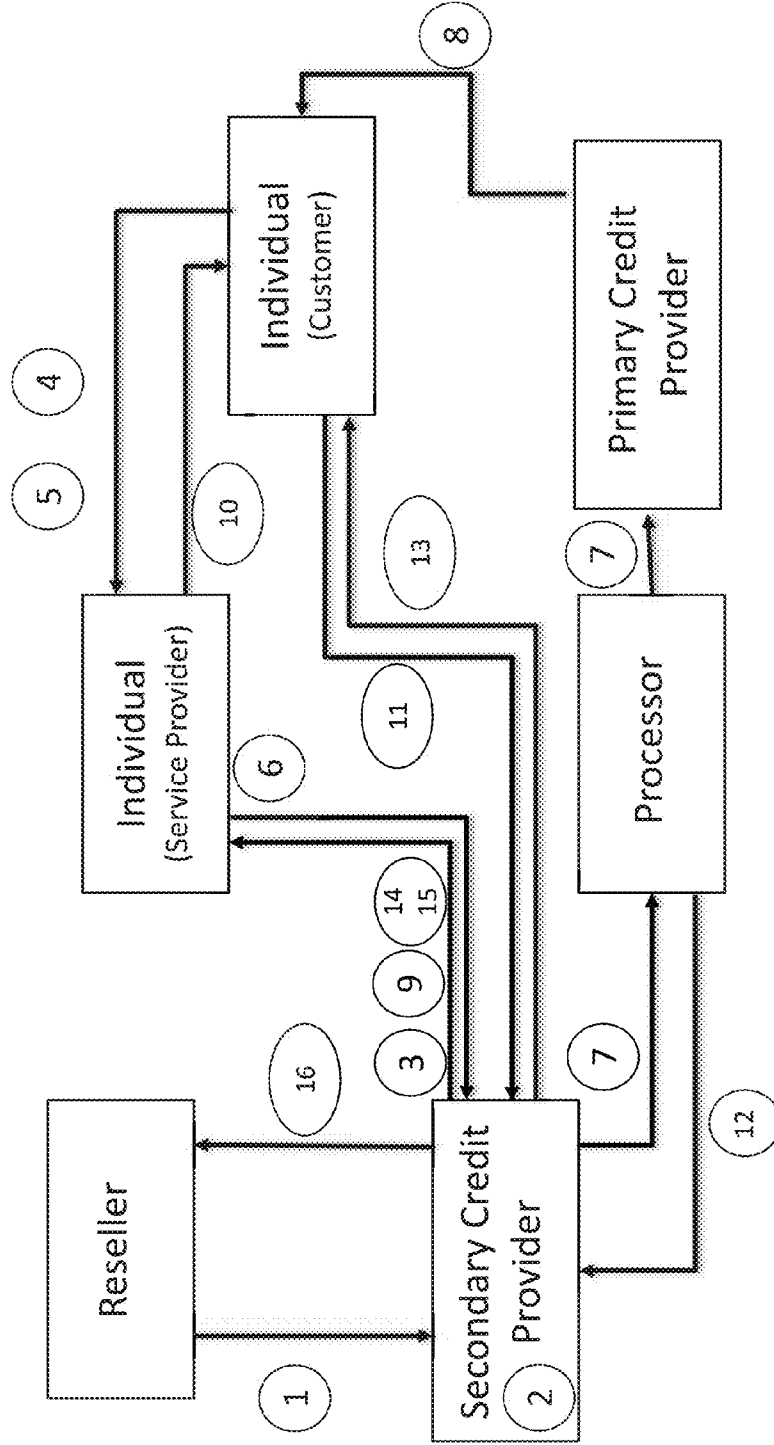 Reseller
1
16
Secondary Credit
Provider
2
3
9
14
15
6
Individual
(Service Provider)
5
4
10
Individual
(Customer)
11
13
8
7
Processor
12
7
Primary Credit
Provider